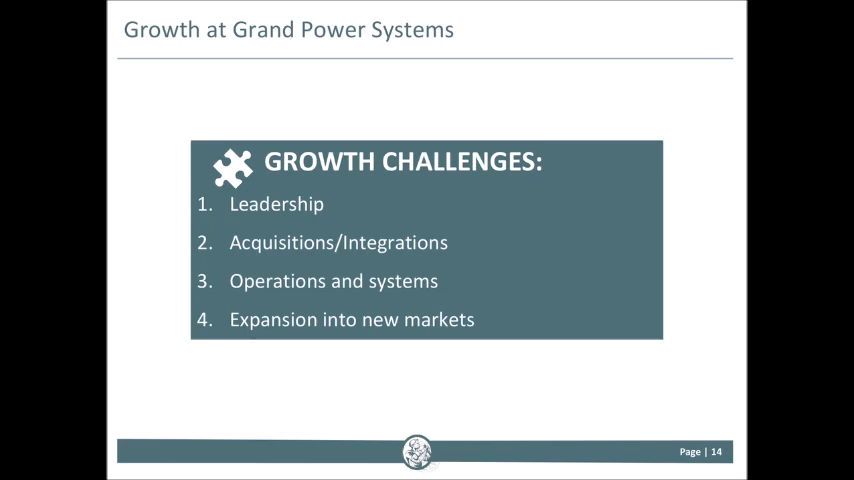 Growth at Grand Power Systems
GROWTH CHALLENGES:
1. Leadership
2. Acquisitions/Integrations
3. Operations and systems
4. Expansion into new markets
Page | 14